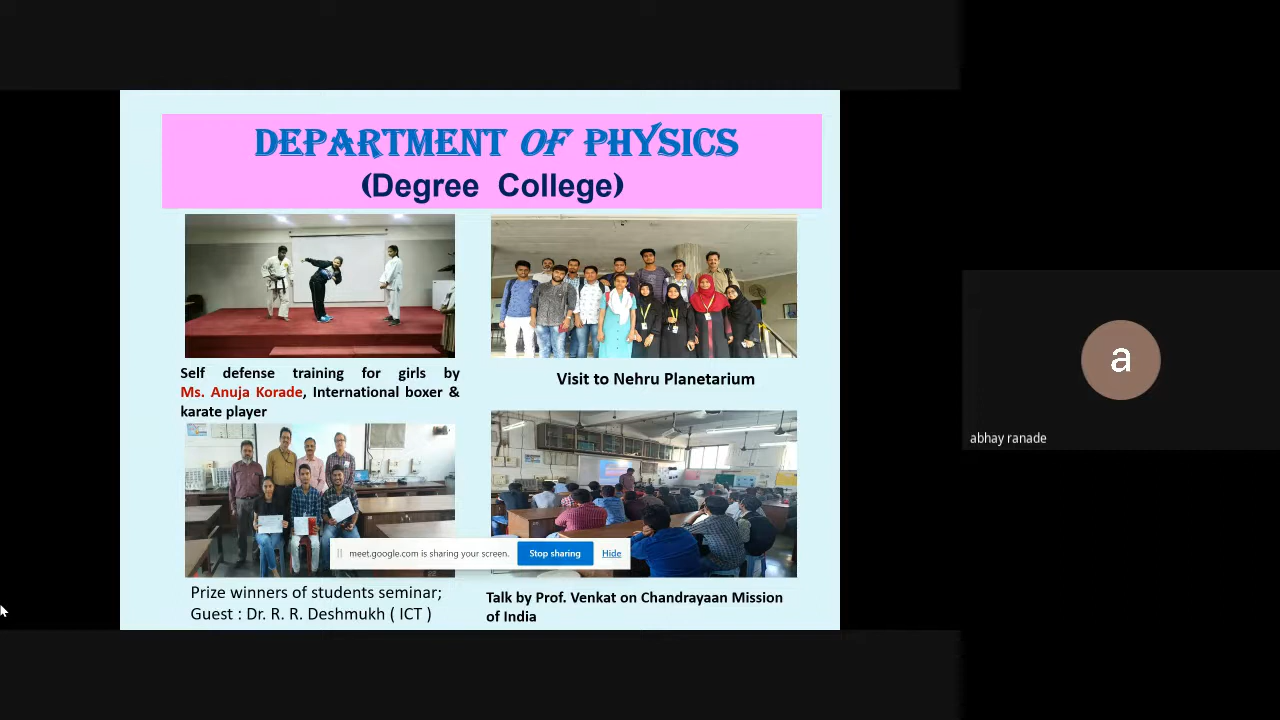 DEPARTMENT OF PHYSICS
(Degree College)
Self defense training for girls by
Ms. Anuja Korade, International boxer &
karate player
Visit to Nehru Planetarium
meet.google.com is sharing your screen.
Stop sharing
Hide
Prize winners of students seminar;
Guest : Dr. R. R. Deshmukh ( ICT )
Talk by Prof. Venkat on Chandrayaan Mission
of India
a
abhay ranade